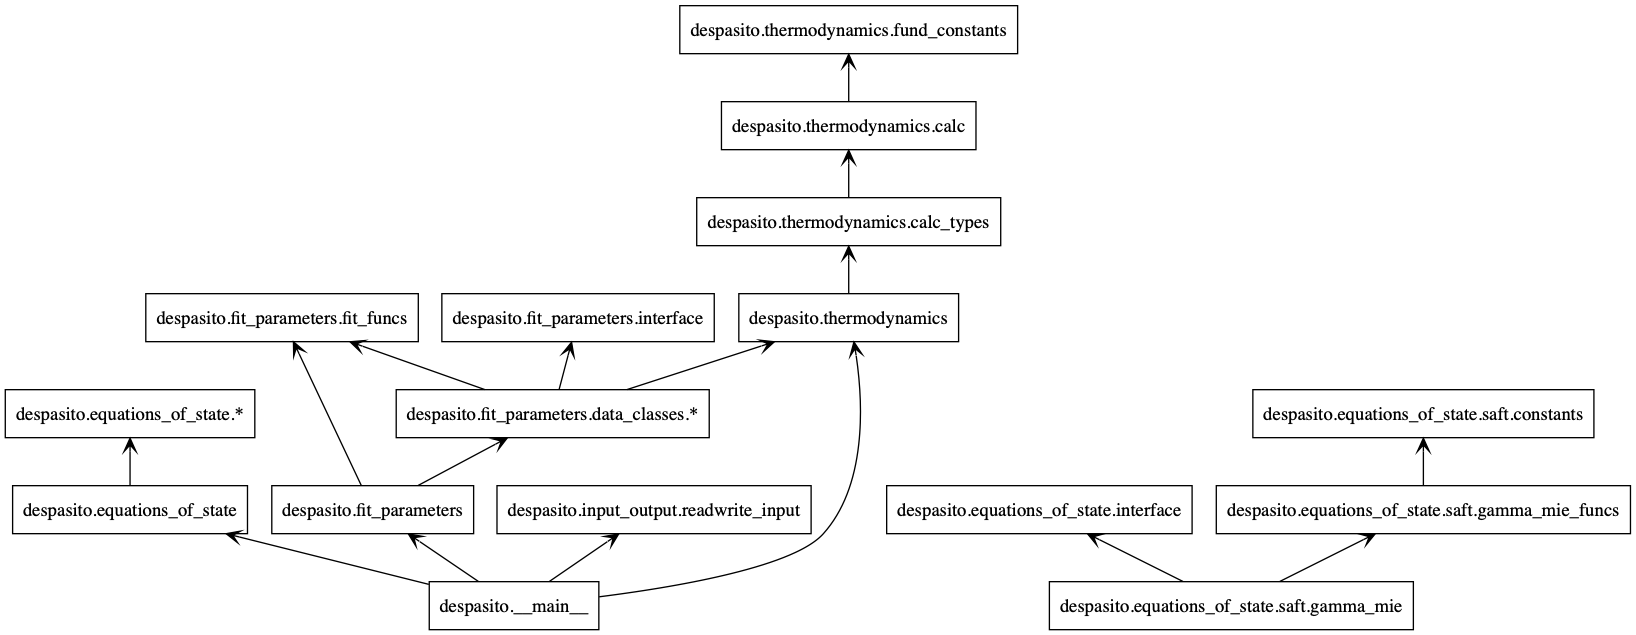 despasito.thermodynamics.fund_constants
despasito.thermodynamics.calc
despasito.thermodynamics.calc_types
despasito.fit_parameters.fit_funcs
despasito.fit_parameters.interface
despasito.thermodynamics
despasito.equations_of_state.*
despasito.fit_parameters.data_classes.*
despasito.equations_of_state.saft.constants
despasito.equations_of_state
despasito.fit_parameters
despasito.input_output.readwrite_input
despasito.equations_of_state.interface
despasito.equations_of_state.saft.gamma_mie_funcs
despasito.__main__
despasito.equations_of_state.saft.gamma_mie